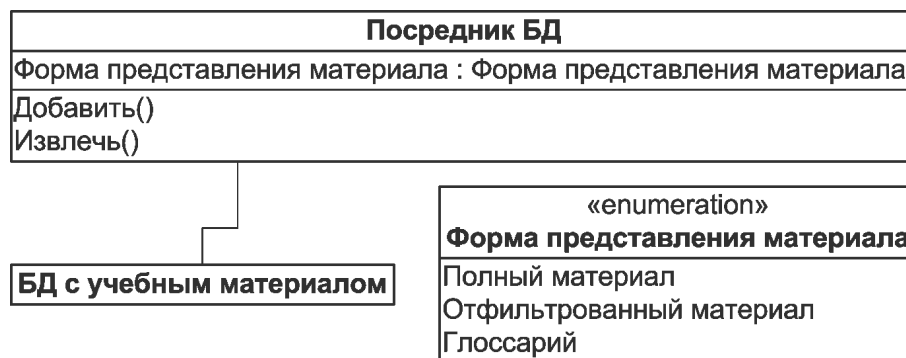 Посредник БД
Форма представления материала : Форма представления материала
Добавить()
Извлечь()
БД с учебным материалом
«enumeration»
Форма представления материала
Полный материал
Отфильтрованный материал
Глоссарий